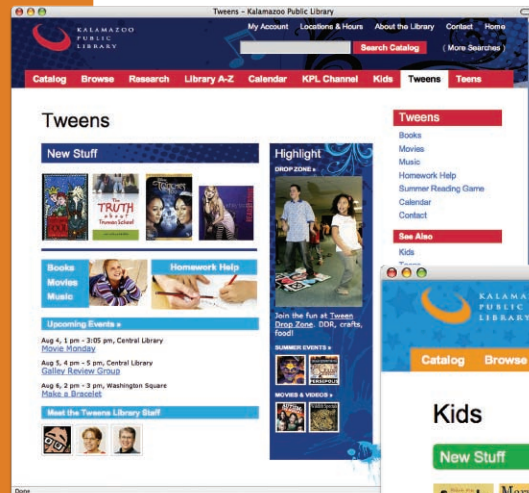 Tweens - Kalamazoo Public Library
KALAMAZOO
PUBLIC
LIBRARY
My Account Locations & Hours About the Library Contact Home
Search Catalog ( More Searches )
Catalog Browse Research Library A-Z Calendar KPL Channel Kids Tweens Teens
Tweens
New Stuff
The
TRUTH
about
Truman School
Books
Movies
Music
Homework Help
Upcoming Events »
Aug 4, 1 pm - 3:05 pm, Central Library
Movie Monday
Aug 5, 4 pm - 5 pm, Central Library
Galley Review Group
Aug 6, 2 pm - 3 pm, Washington Square
Make a Bracelet
Meet the Tweens Library Staff
Highlight
DROP ZONE »
Join the fun at Tween
Drop Zone. DDR, crafts,
food!
SUMMER EVENTS »
PERSEPOLIS
MOVIES & VIDEOS »
Tweens
Books
Movies
Music
Homework Help
Summer Reading Game
Calendar
Contact
See Also
Kids
Teens
Done
KALAMAZ
PUBLIC
LIBRARY
Catalog Browse
Kids
New Stuff